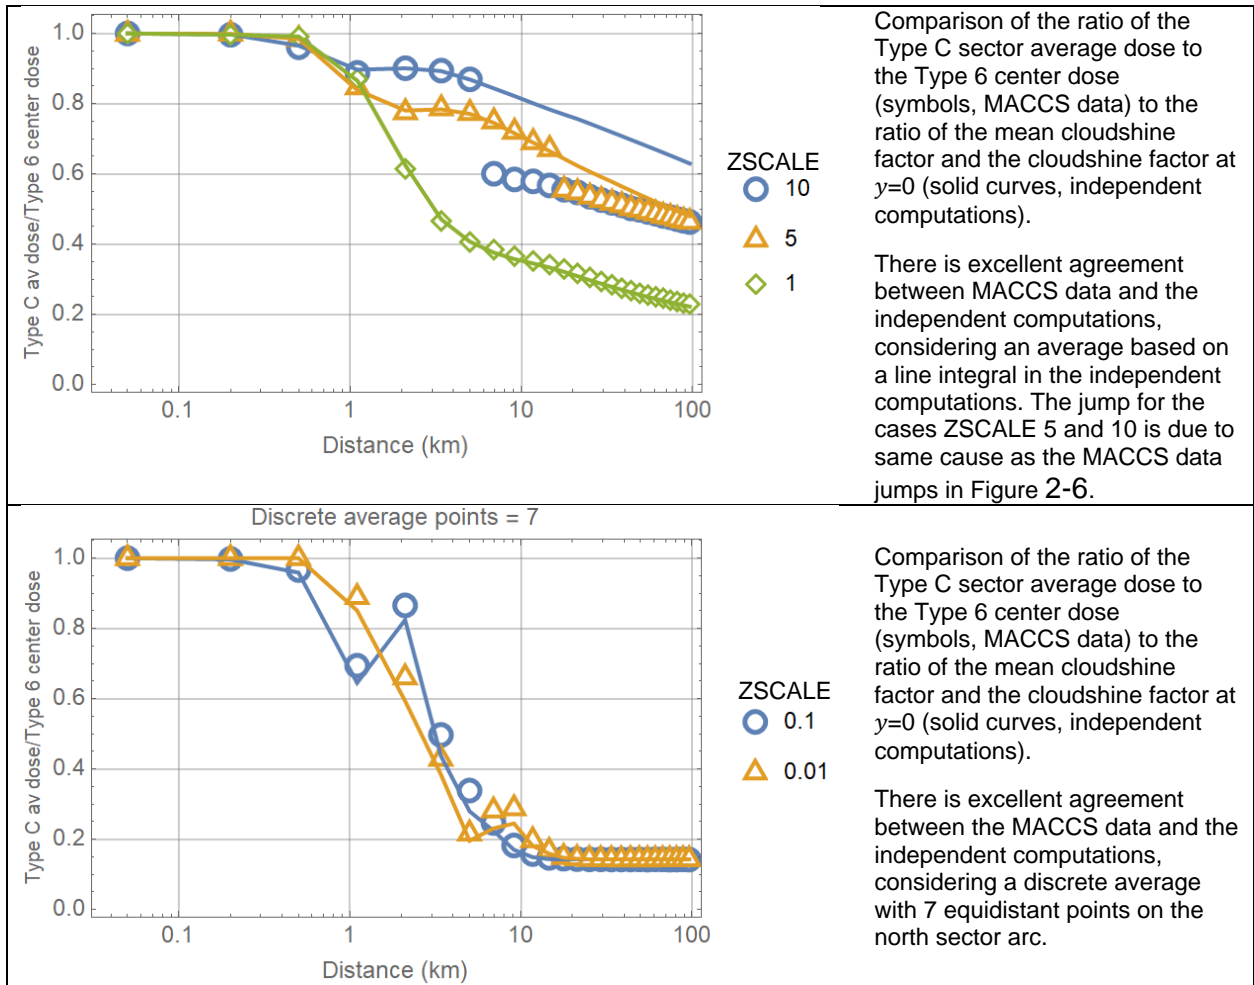 Type C av dose/Type 6 center dose
1.0
0.8
0.6
0.4
0.2
0.0
0.1
1
10
100
Distance (km)
ZSCALE
10
5
1
Comparison of the ratio of the
Type C sector average dose to
the Type 6 center dose
(symbols, MACCS data) to the
ratio of the mean cloudshine
factor and the cloudshine factor at
y=0 (solid curves, independent
computations).
There is excellent agreement
between MACCS data and the
independent computations,
considering an average based on
a line integral in the independent
computations. The jump for the
cases ZSCALE 5 and 10 is due to
same cause as the MACCS data
jumps in Figure 2-6.
Discrete average points = 7
Type C av dose/Type 6 center dose
1.0
0.8
0.6
0.4
0.2
0.0
0.1
1
10
100
Distance (km)
ZSCALE
0.1
0.01
Comparison of the ratio of the
Type C sector average dose to
the Type 6 center dose
(symbols, MACCS data) to the
ratio of the mean cloudshine
factor and the cloudshine factor at
y=0 (solid curves, independent
computations).
There is excellent agreement
between the MACCS data and the
independent computations,
considering a discrete average
with 7 equidistant points on the
north sector arc.